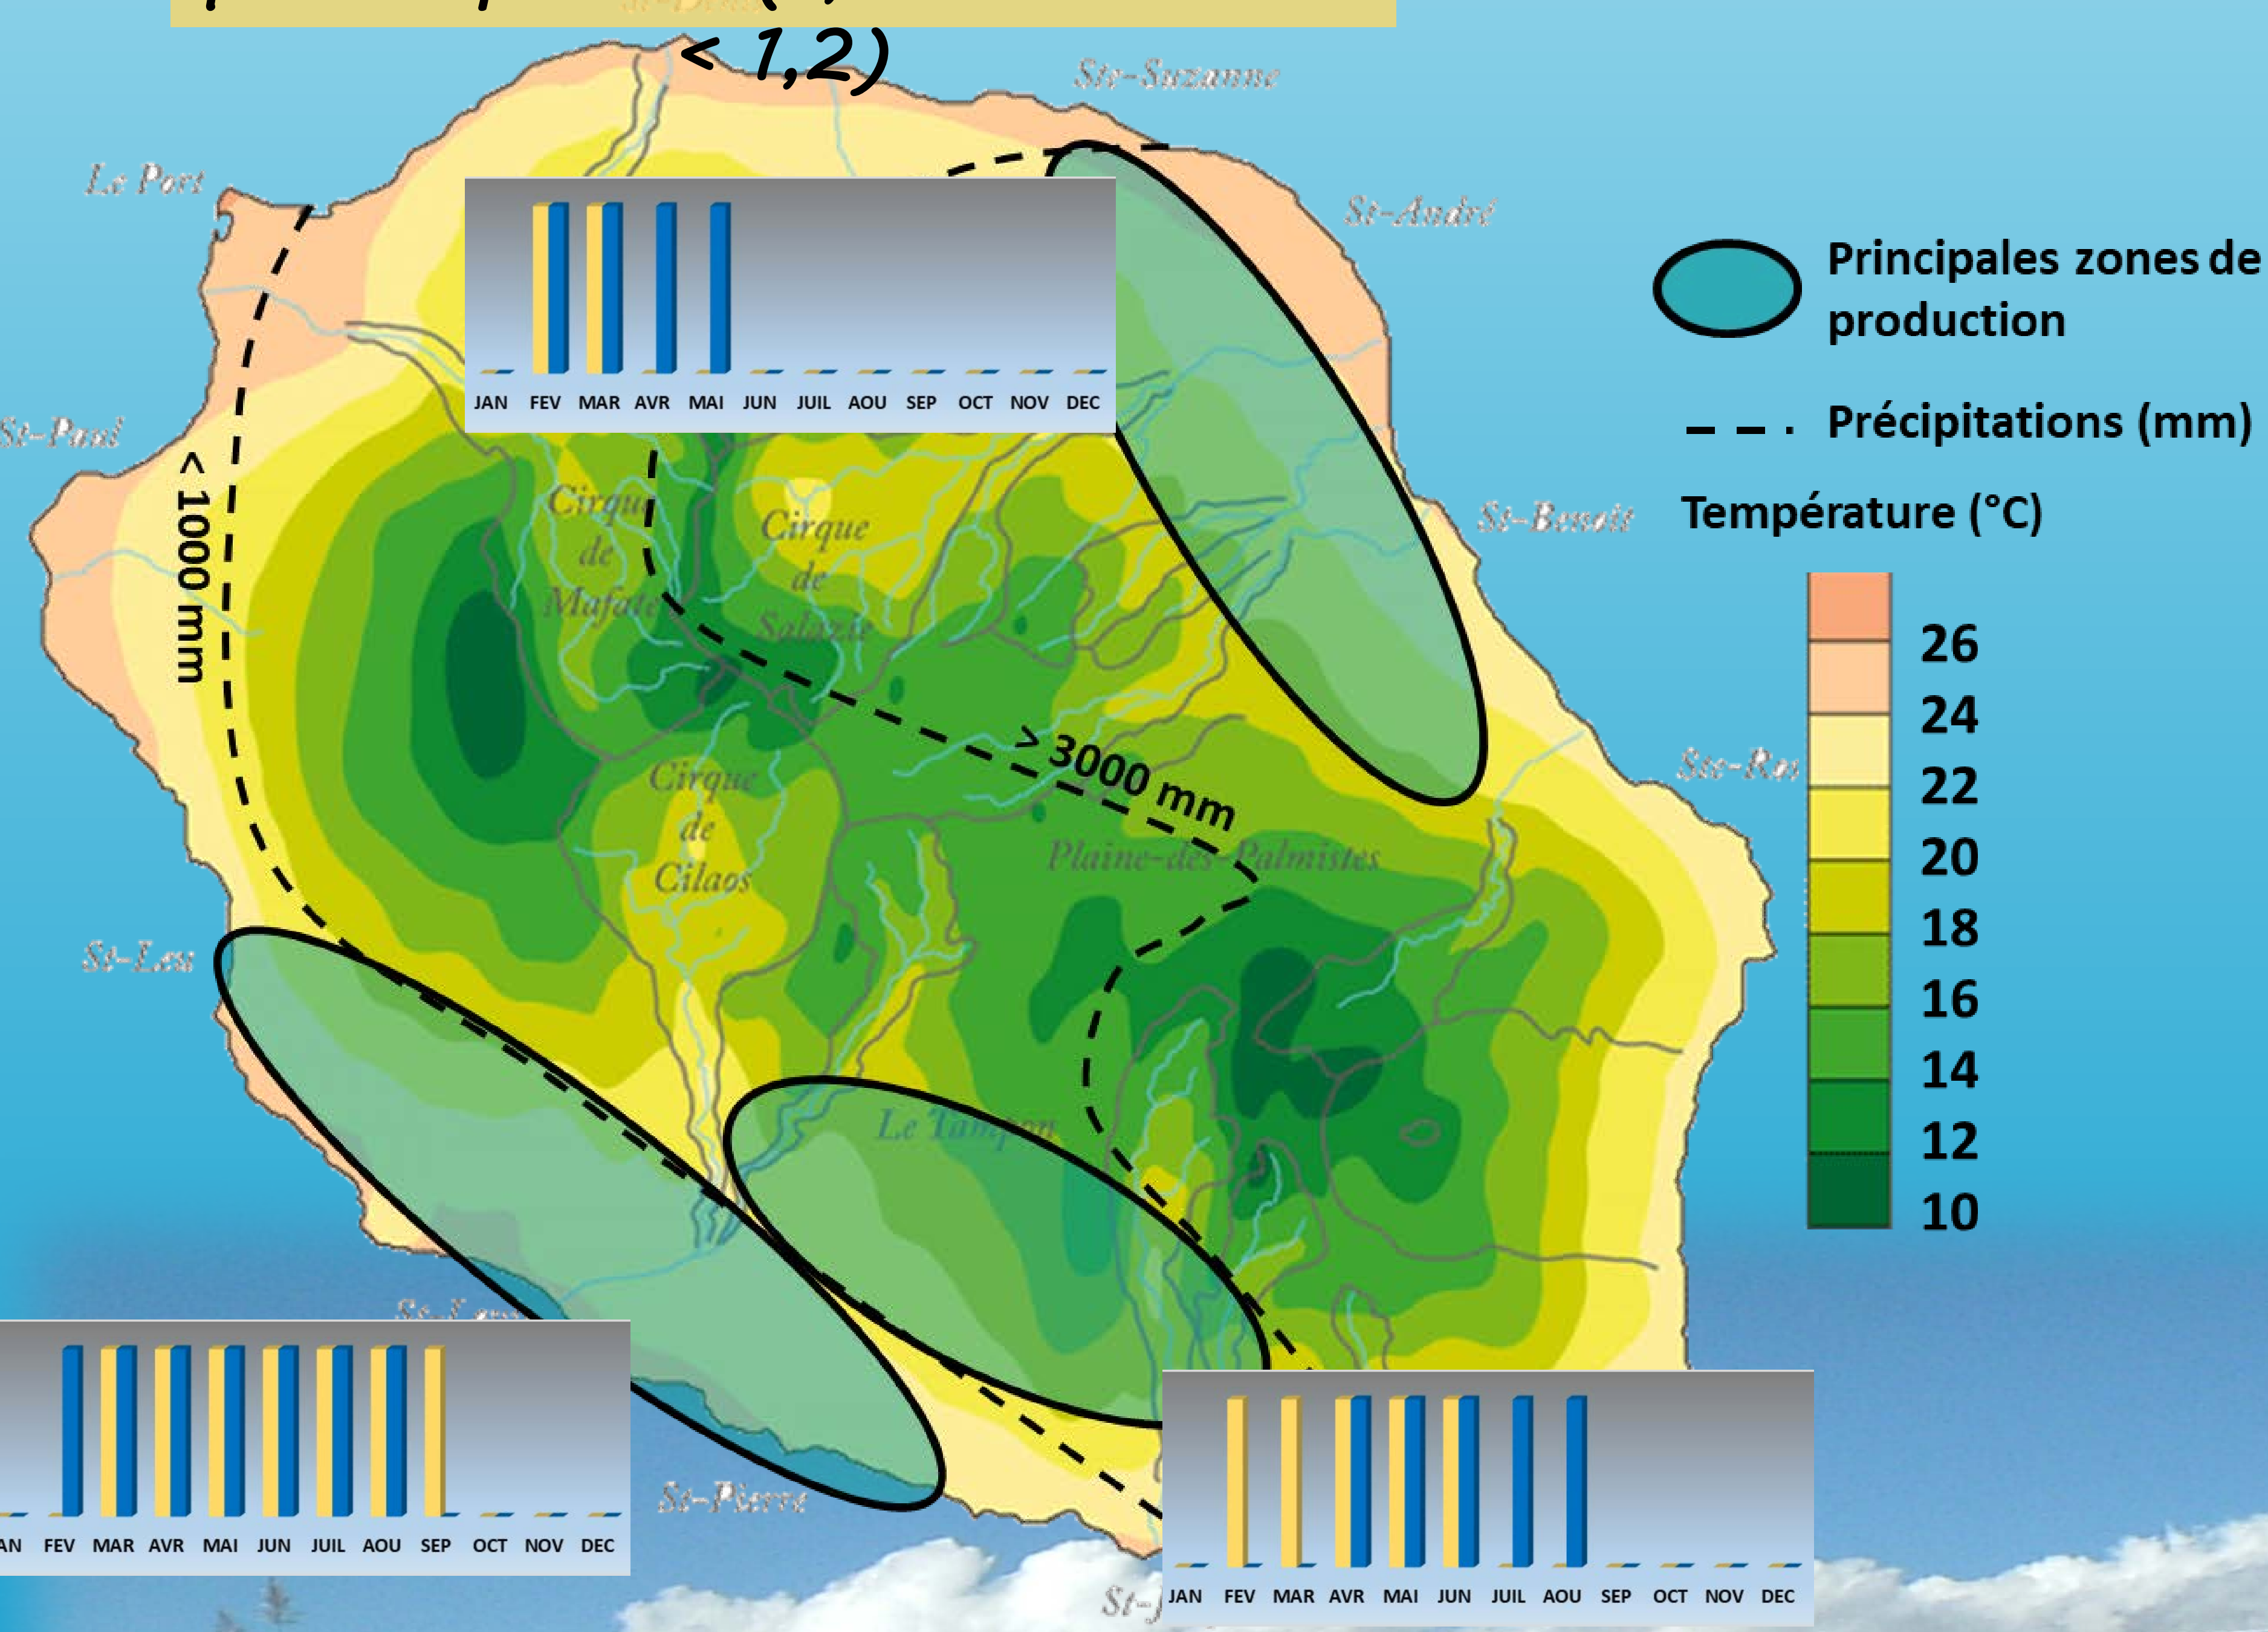 < 1,2)
Ste-Suzanne
Le Port
St-André
Principales zones de
production
Précipitations (mm)
JAN FEV MAR AVR MAI JUN JUIL AOU SEP OCT NOV DEC
St-Paul
< 1000 mm
Cirque
de
Mafate
Cirque
de
Salazie
St-Benoit
Température (°C)
26
24
22
20
18
16
14
12
10
> 3000 mm
Cirque
de
Cilaos
Plaine-des-Palmistes
St-Leu
Le Tampon
FEV MAR AVR MAI JUN JUIL AOU SEP OCT NOV DEC
St-Pierre
JAN FEV MAR AVR MAI JUN JUIL AOU SEP OCT NOV DEC